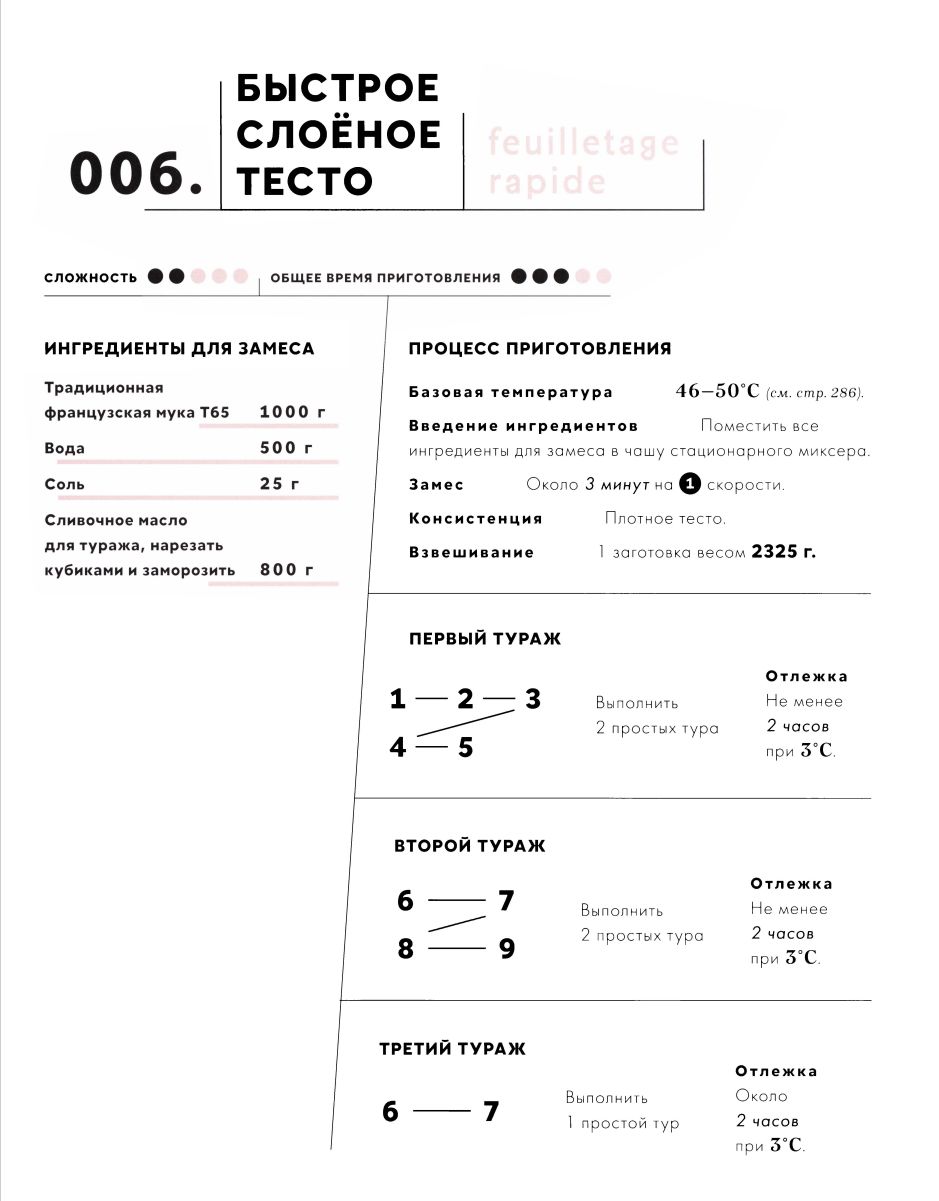 006.
БЫСТРОЕ
СЛОЁНОЕ
ТЕСТО
feuilletage
rapide
СЛОЖНОСТЬ
ОБЩЕЕ ВРЕМЯ ПРИГОТОВЛЕНИЯ
ИНГРЕДИЕНТЫ ДЛЯ ЗАМЕСА
Традиционная
французская мука Т65 1000 г
Вода 500 г
Соль 25 г
Сливочное масло
для туража, нарезать
кубиками и заморозить 800 г
ПРОЦЕСС ПРИГОТОВЛЕНИЯ
Базовая температура 46–50°C (см. стр. 286).
Введение ингредиентов Поместить все
ингредиенты для замеса в чашу стационарного миксера.
Замес Около 3 минут на 1 скорости.
Консистенция Плотное тесто.
Взвешивание 1 заготовка весом 2325 г.
ПЕРВЫЙ ТУРАЖ
1 — 2 — 3
4 — 5
Выполнить
2 простых тура
Отлежка
Не менее
2 часов
при 3°C.
ВТОРОЙ ТУРАЖ
6 — 7
8 — 9
Выполнить
2 простых тура
Отлежка
Не менее
2 часов
при 3°C.
ТРЕТИЙ ТУРАЖ
6 — 7
Выполнить
1 простой тур
Отлежка
Около
2 часов
при 3°C.